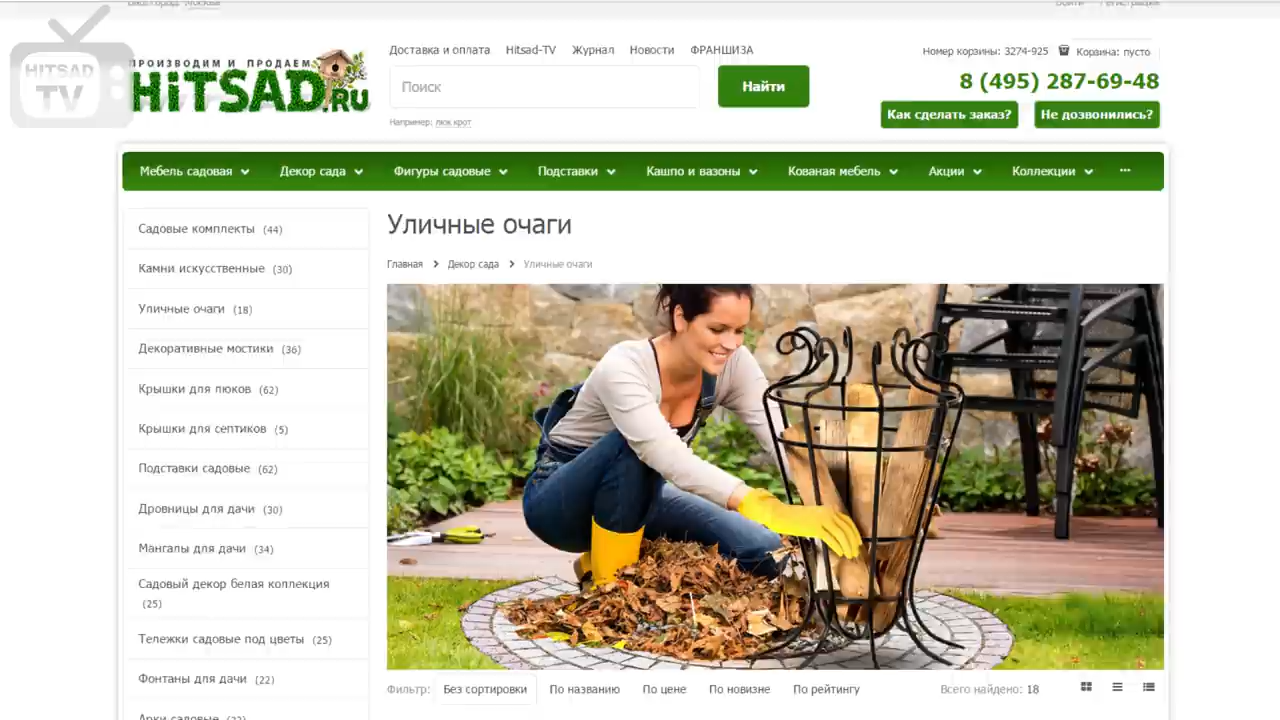 Москва
Доставка и оплата Hitsad-TV Журнал Новости ФРАНШИЗА
Номер корзины: 3274-925 Корзина: пусто
HITSAD
TV
ПРОИЗВОДИМ И ПРОДАЕМ
HiTSAD.RU
Поиск
Найти
8 (495) 287-69-48
Как сделать заказ? Не дозвонились?
Например: люк крот
Мебель садовая Декор сада Фигуры садовые Подставки Кашпо и вазоны Кованая мебель Акции Коллекции ...
Садовые комплекты (44)
Камни искусственные (30)
Уличные очаги (18)
Декоративные мостики (36)
Крышки для люков (62)
Крышки для септиков (5)
Подставки садовые (62)
Дровницы для дачи (30)
Мангалы для дачи (34)
Садовый декор белая коллекция
(25)
Тележки садовые под цветы (25)
Фонтаны для дачи (22)
Арки садовые
Уличные очаги
Главная > Декор сада > Уличные очаги
Фильтр: Без сортировки По названию По цене По новизне По рейтингу Всего найдено: 18